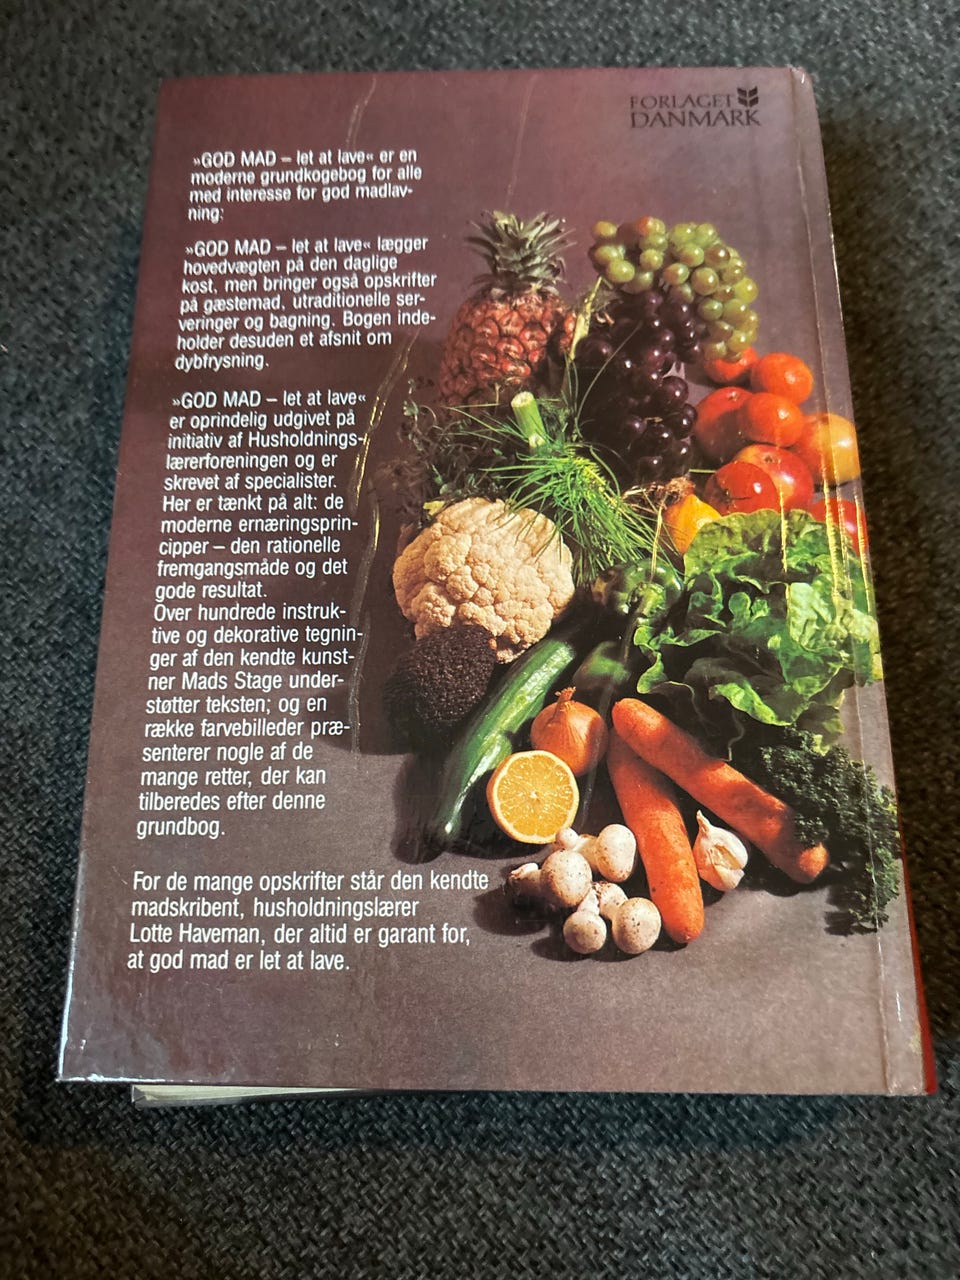 FORLAGET
DANMARK
»GOD MAD – let at lave« er en
moderne grundkogebog for alle
med interesse for god madlav-
ning:
»GOD MAD – let at lave« lægger
hovedvægten på den daglige
kost, men bringer også opskrifter
på gæstemad, utraditionelle ser-
veringer og bagning. Bogen inde-
holder desuden et afsnit om
dybfrysning.
»GOD MAD – let at lave«
er oprindelig udgivet på
initiativ af Husholdnings-
lærerforeningen og er
skrevet af specialister.
Her er tænkt på alt: de
moderne ernæringsprin-
cipper – den rationelle
fremgangsmåde og det
gode resultat.
Over hundrede instruk-
tive og dekorative tegnin-
ger af den kendte kunst-
ner Mads Stage under-
støtter teksten; og en
række farvebilleder præ-
senterer nogle af de
mange retter, der kan
tilberedes efter denne
grundbog.
For de mange opskrifter står den kendte
madskribent, husholdningslærer
Lotte Haveman, der altid er garant for,
at god mad er let at lave.